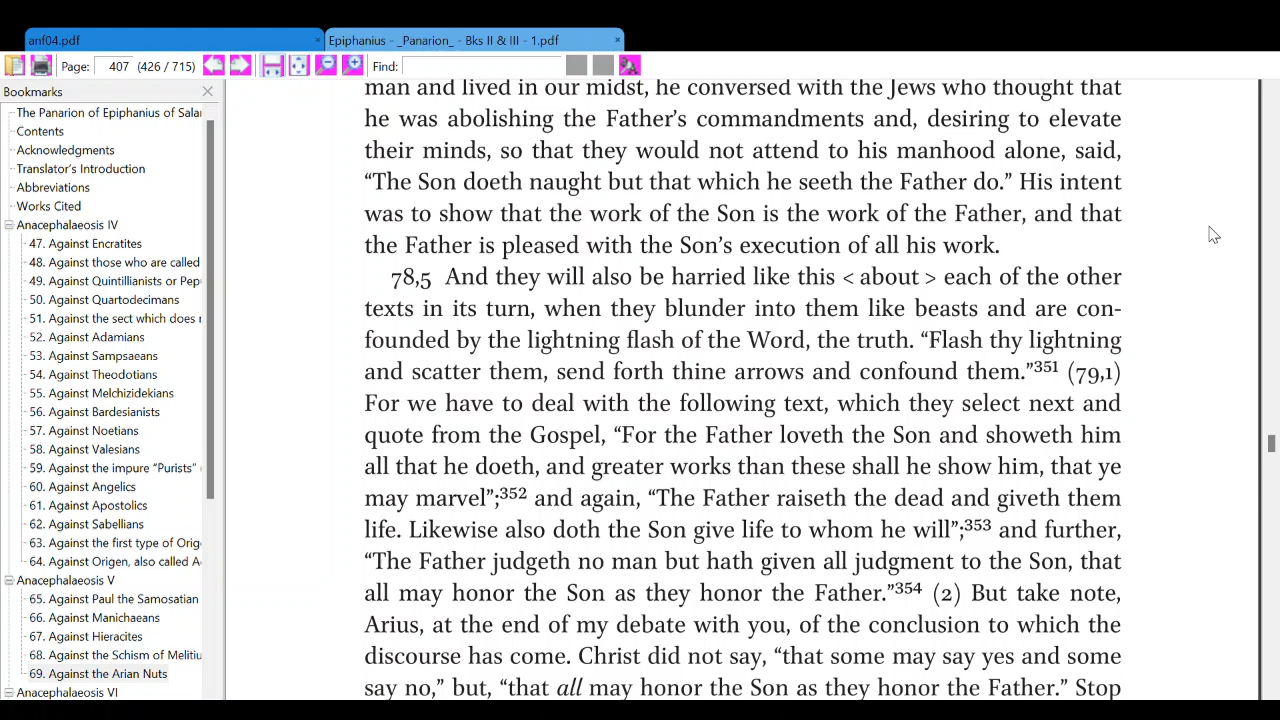 anf04.pdf
Epiphanius - _Panarion_ - Bks II & III - 1.pdf
Page: 407 (426 / 715) Find:
Bookmarks
The Panarion of Epiphanius of Salar
Contents
Acknowledgments
Translator's Introduction
Abbreviations
Works Cited
Anacephalaeosis IV
47. Against Encratites
48. Against those who are called
49. Against Quintillianists or Pep
50. Against Quartodecimans
51. Against the sect which does n
52. Against Adamians
53. Against Sampsaeans
54. Against Theodotians
55. Against Melchizidekians
56. Against Bardesianists
57. Against Noetians
58. Against Valesians
59. Against the impure “Purists” (
60. Against Angelics
61. Against Apostolics
62. Against Sabellians
63. Against the first type of Orig
64. Against Origen, also called A
Anacephalaeosis V
65. Against Paul the Samosatian
66. Against Manichaeans
67. Against Hieracites
68. Against the Schism of Melitiu
69. Against the Arian Nuts
Anacephalaeosis VI
man and lived in our midst, he conversed with the Jews who thought that
he was abolishing the Father’s commandments and, desiring to elevate
their minds, so that they would not attend to his manhood alone, said,
“The Son doeth naught but that which he seeth the Father do.” His intent
was to show that the work of the Son is the work of the Father, and that
the Father is pleased with the Son’s execution of all his work.
78,5 And they will also be harried like this < about > each of the other
texts in its turn, when they blunder into them like beasts and are con-
founded by the lightning flash of the Word, the truth. “Flash thy lightning
and scatter them, send forth thine arrows and confound them.”351 (79,1)
For we have to deal with the following text, which they select next and
quote from the Gospel, “For the Father loveth the Son and showeth him
all that he doeth, and greater works than these shall he show him, that ye
may marvel”;352 and again, “The Father raiseth the dead and giveth them
life. Likewise also doth the Son give life to whom he will”;353 and further,
“The Father judgeth no man but hath given all judgment to the Son, that
all may honor the Son as they honor the Father.”354 (2) But take note,
Arius, at the end of my debate with you, of the conclusion to which the
discourse has come. Christ did not say, “that some may say yes and some
say no,” but, “that all may honor the Son as they honor the Father.” Stop